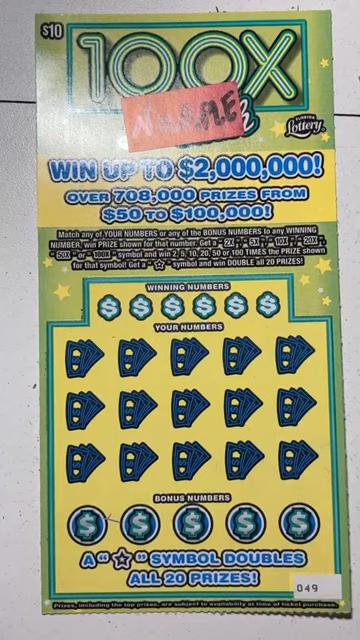 $10
100X
FLORIDA
Lottery
WIN UP TO $2,000,000!
OVER 708,000 PRIZES FROM
$50 TO $100,000!
Match any of YOUR NUMBERS or any of the BONUS NUMBERS to any WINNING
NUMBER, win PRIZE shown for that number. Get a "2X", "5X", "10X", "20X",
"50X" or "100X" symbol and win 2, 5, 10, 20, 50 or 100 TIMES the PRIZE shown
for that symbol! Get a "☆" symbol and win DOUBLE all 20 PRIZES!
WINNING NUMBERS
$ $ $ $ $ $
YOUR NUMBERS
BONUS NUMBERS
$ $ $ $ $
A "☆" SYMBOL DOUBLES
ALL 20 PRIZES!
049
Prizes, including the top prizes, are subject to availability at time of ticket purchase.